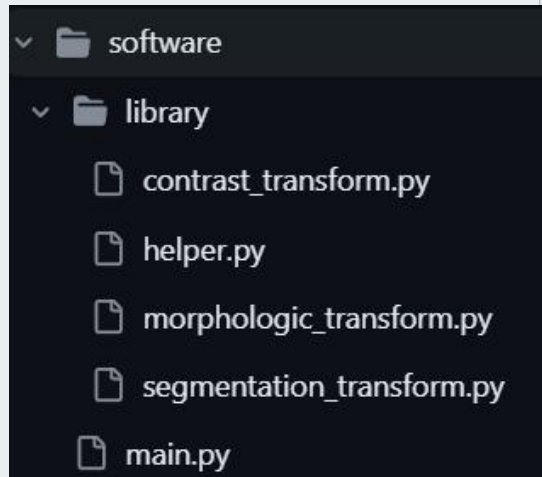 software
library
contrast_transform.py
helper.py
morphologic_transform.py
segmentation_transform.py
main.py